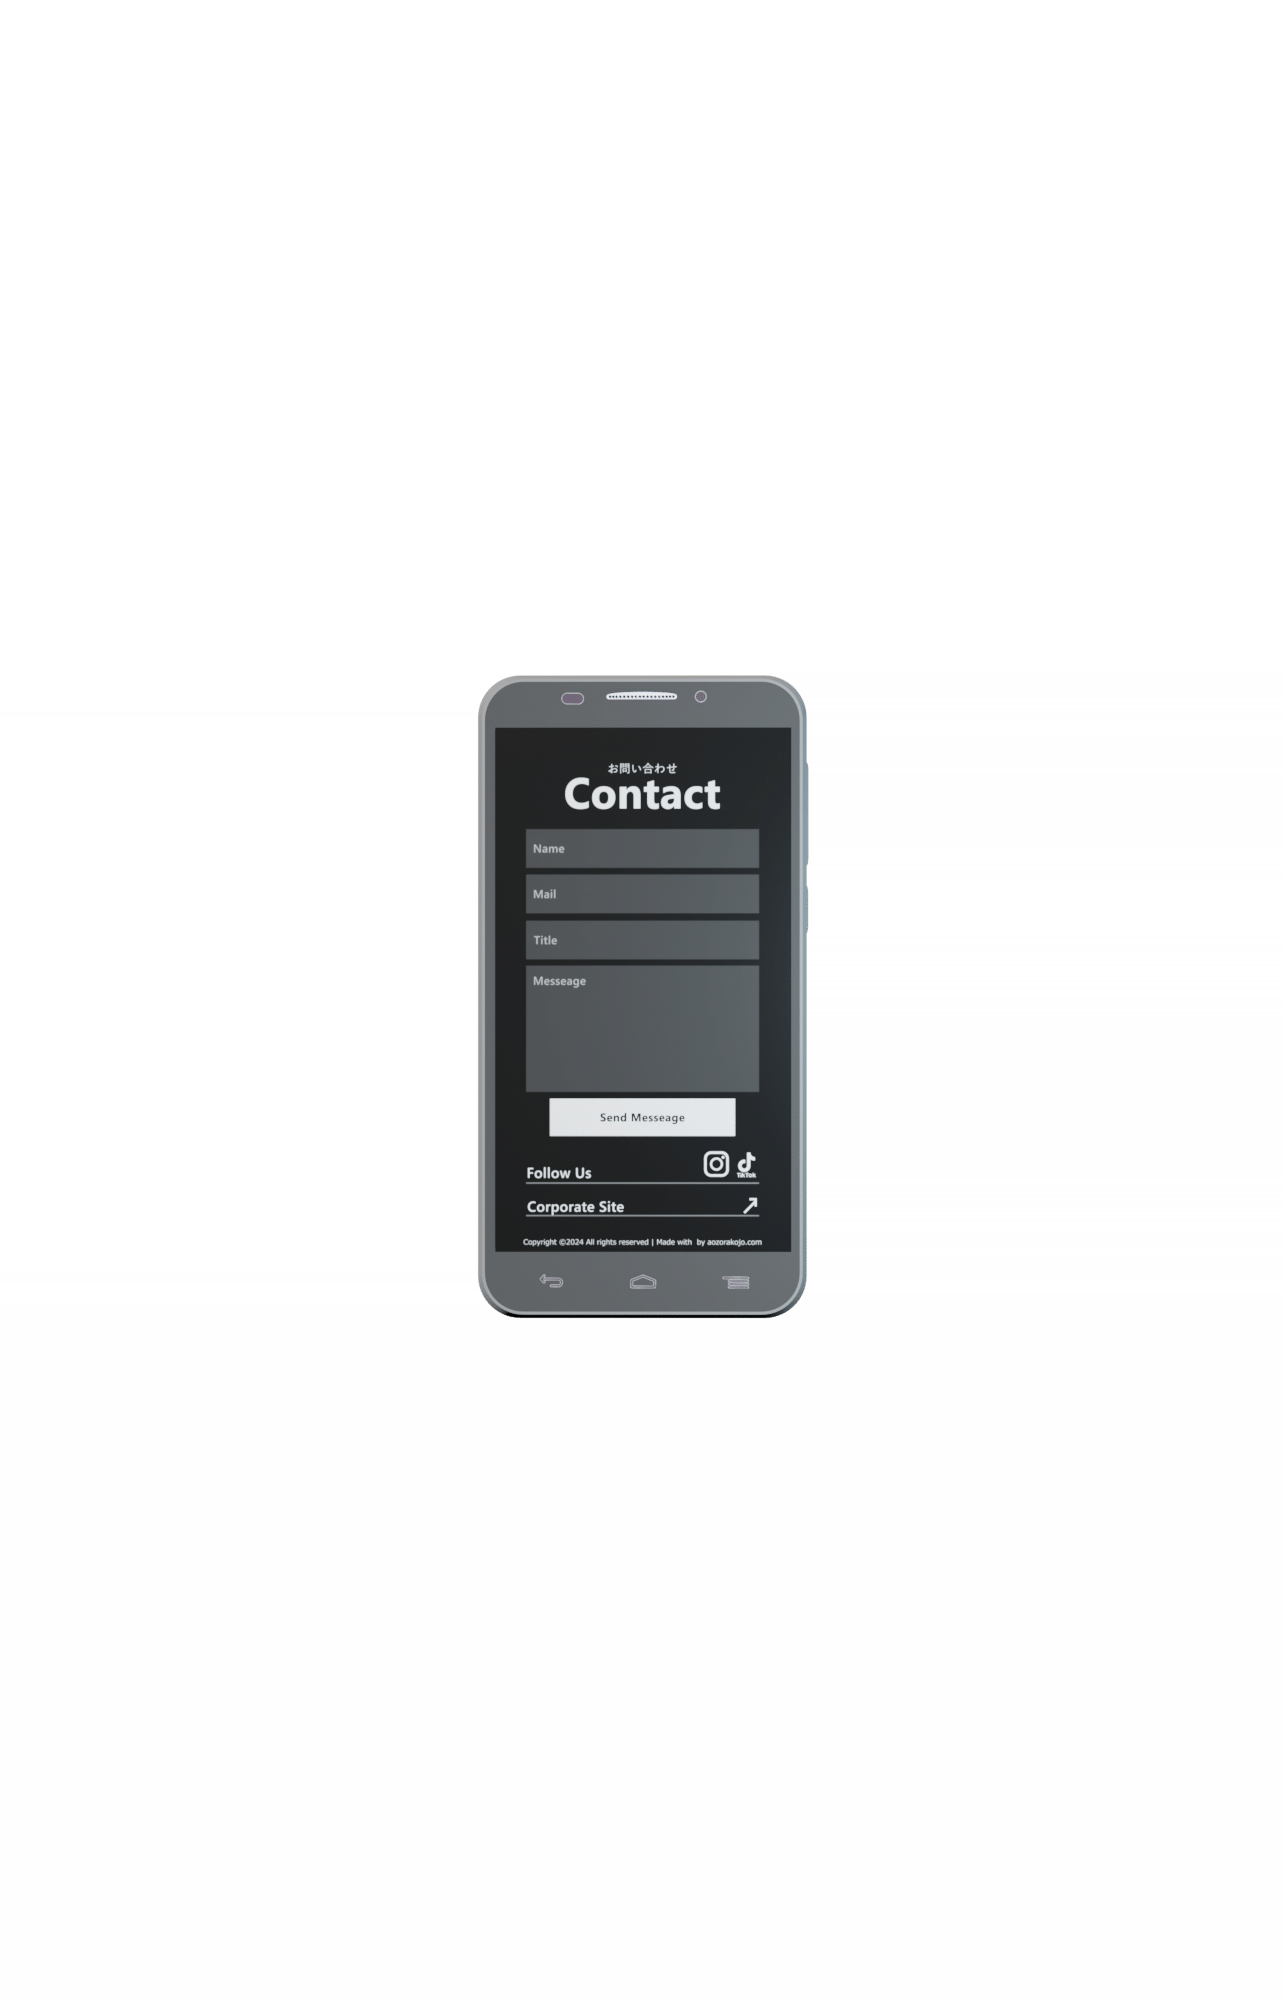 お問い合わせ
Contact
Name
Mail
Title
Messeage
Send Messeage
TikTok
Follow Us
Corporate Site
Copyright ©2024 All rights reserved | Made with by aozorakojo.com